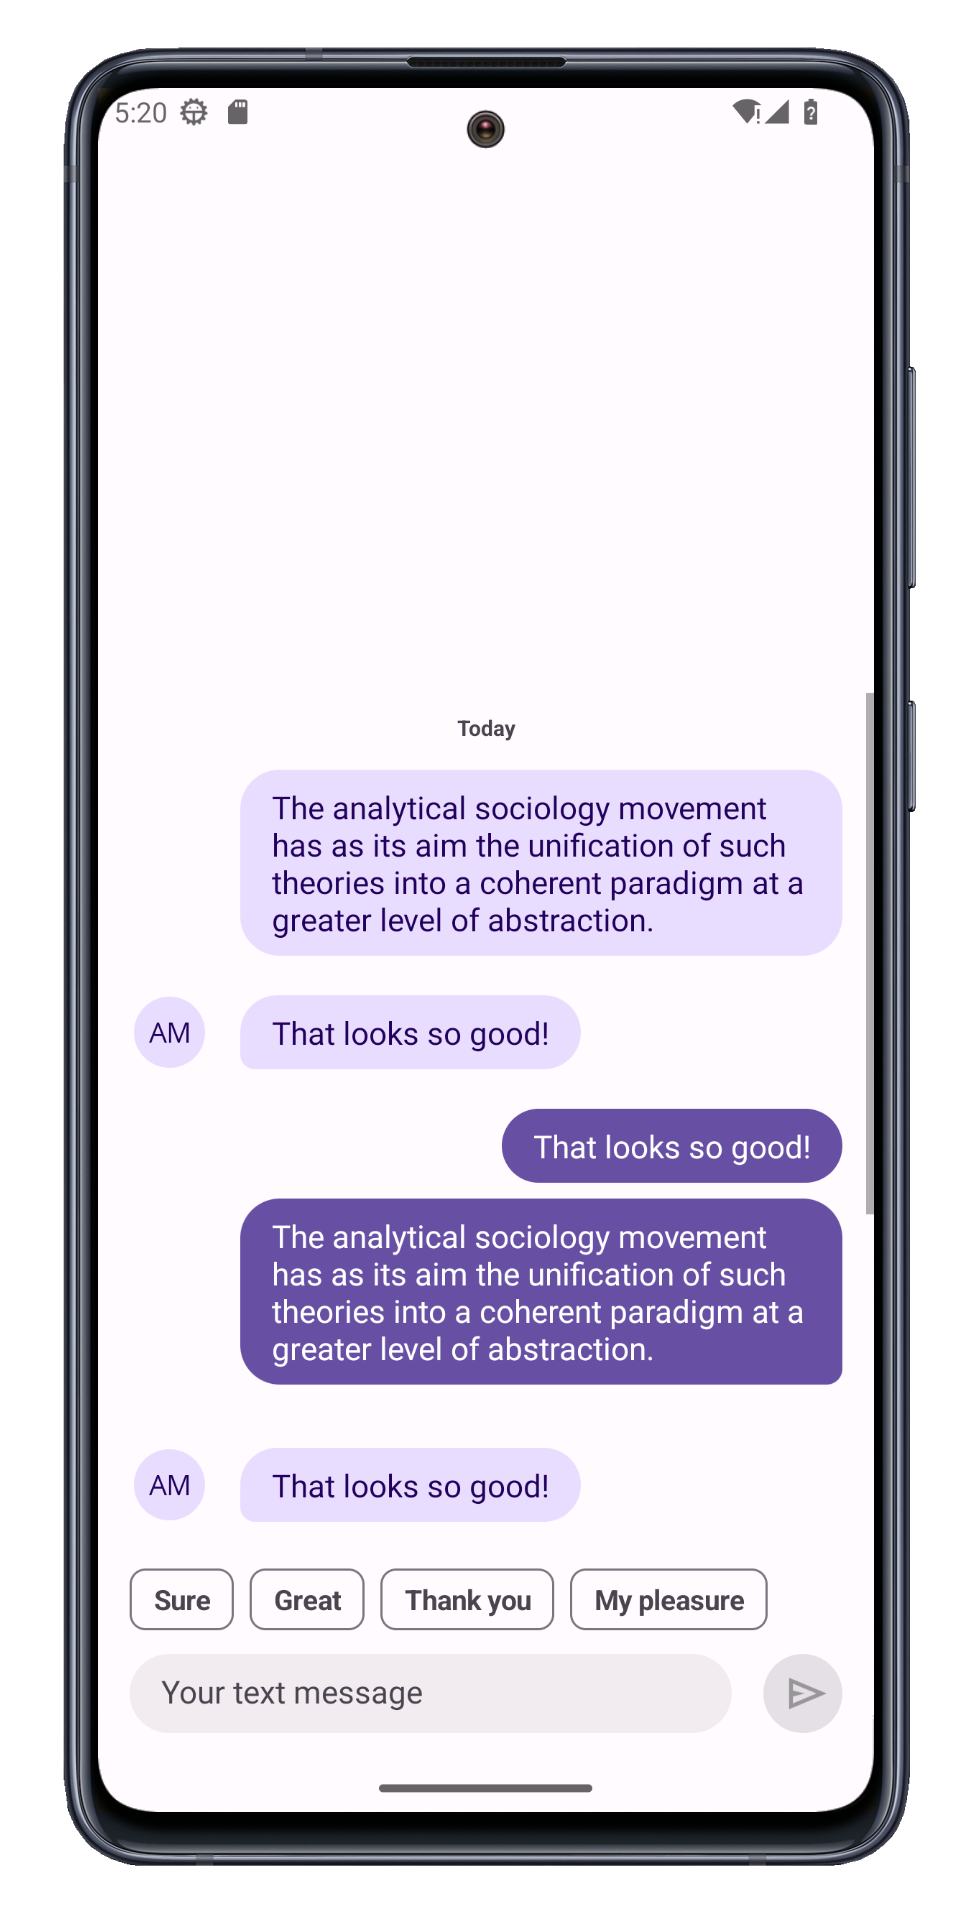 5:20
Today
The analytical sociology movement
has as its aim the unification of such
theories into a coherent paradigm at a
greater level of abstraction.
AM
That looks so good!
That looks so good!
The analytical sociology movement
has as its aim the unification of such
theories into a coherent paradigm at a
greater level of abstraction.
AM
That looks so good!
Sure
Great
Thank you
My pleasure
Your text message